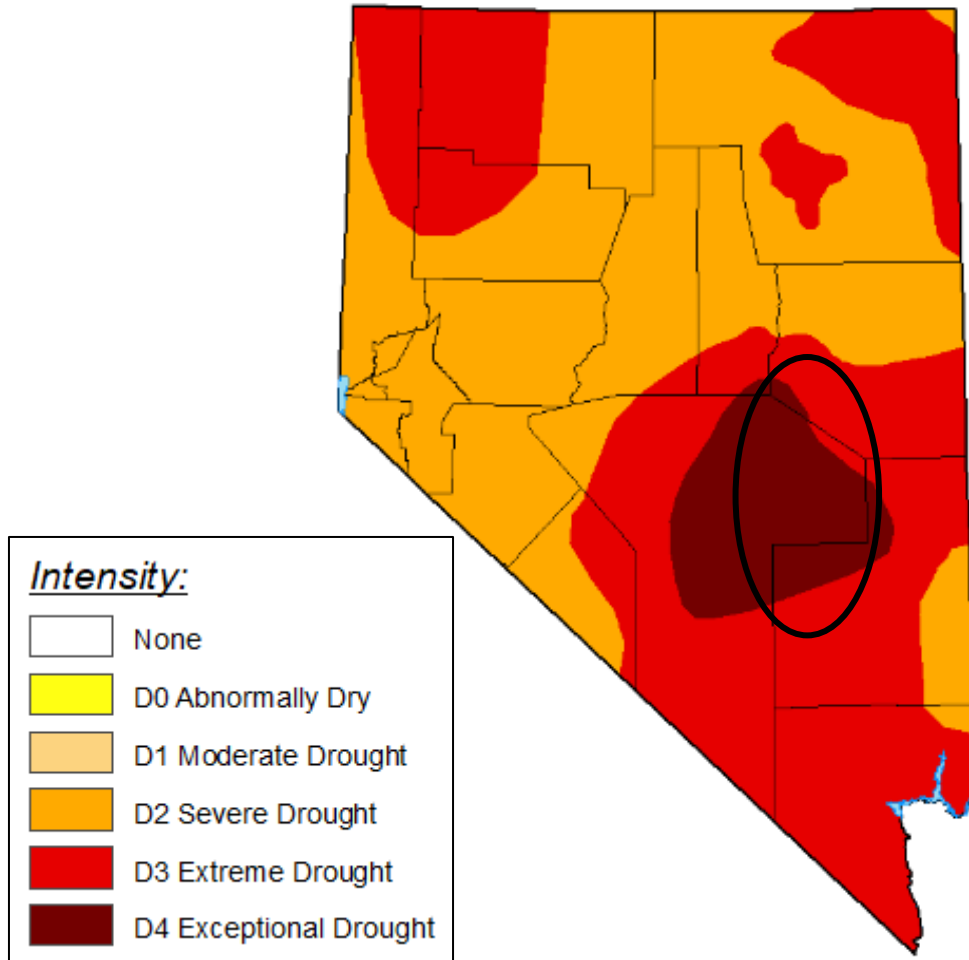 Intensity:
None
D0 Abnormally Dry
D1 Moderate Drought
D2 Severe Drought
D3 Extreme Drought
D4 Exceptional Drought